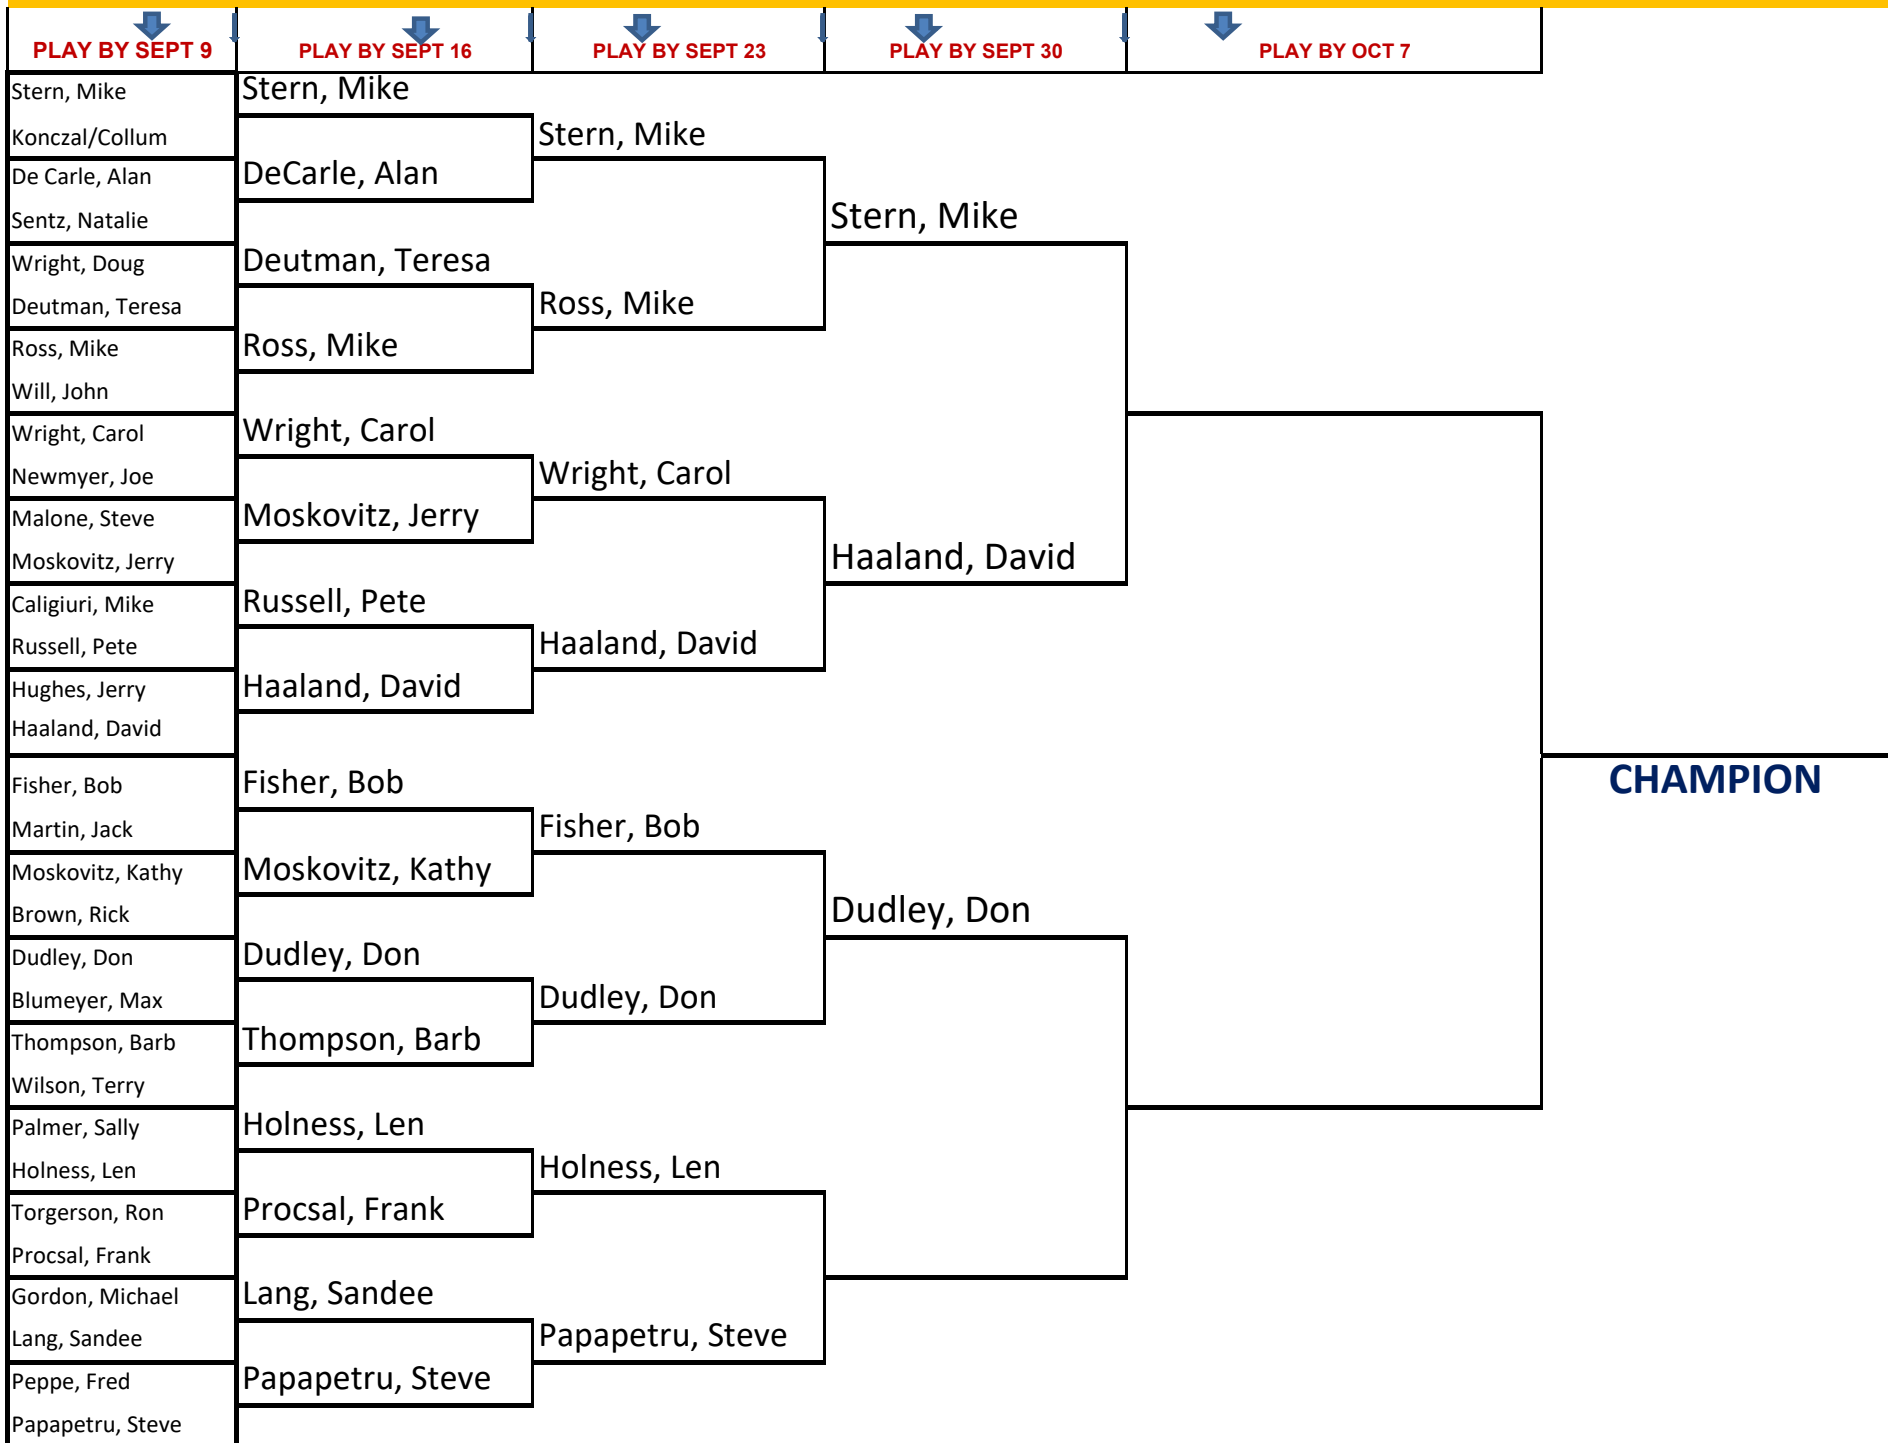 PLAY BY SEPT 9
PLAY BY SEPT 16
PLAY BY SEPT 23
PLAY BY SEPT 30
PLAY BY OCT 7
Stern, Mike
Konczal/Collum
De Carle, Alan
Sentz, Natalie
Wright, Doug
Deutman, Teresa
Ross, Mike
Will, John
Wright, Carol
Newmyer, Joe
Malone, Steve
Moskovitz, Jerry
Caligiuri, Mike
Russell, Pete
Hughes, Jerry
Haaland, David
Fisher, Bob
Martin, Jack
Moskovitz, Kathy
Brown, Rick
Dudley, Don
Blumeyer, Max
Thompson, Barb
Wilson, Terry
Palmer, Sally
Holness, Len
Torgerson, Ron
Procsal, Frank
Gordon, Michael
Lang, Sandee
Peppe, Fred
Papapetru, Steve
Stern, Mike
DeCarle, Alan
Deutman, Teresa
Ross, Mike
Wright, Carol
Moskovitz, Jerry
Russell, Pete
Haaland, David
Fisher, Bob
Moskovitz, Kathy
Dudley, Don
Thompson, Barb
Holness, Len
Procsal, Frank
Lang, Sandee
Papapetru, Steve
Stern, Mike
Ross, Mike
Wright, Carol
Haaland, David
Fisher, Bob
Dudley, Don
Holness, Len
Papapetru, Steve
Stern, Mike
Haaland, David
Dudley, Don
CHAMPION